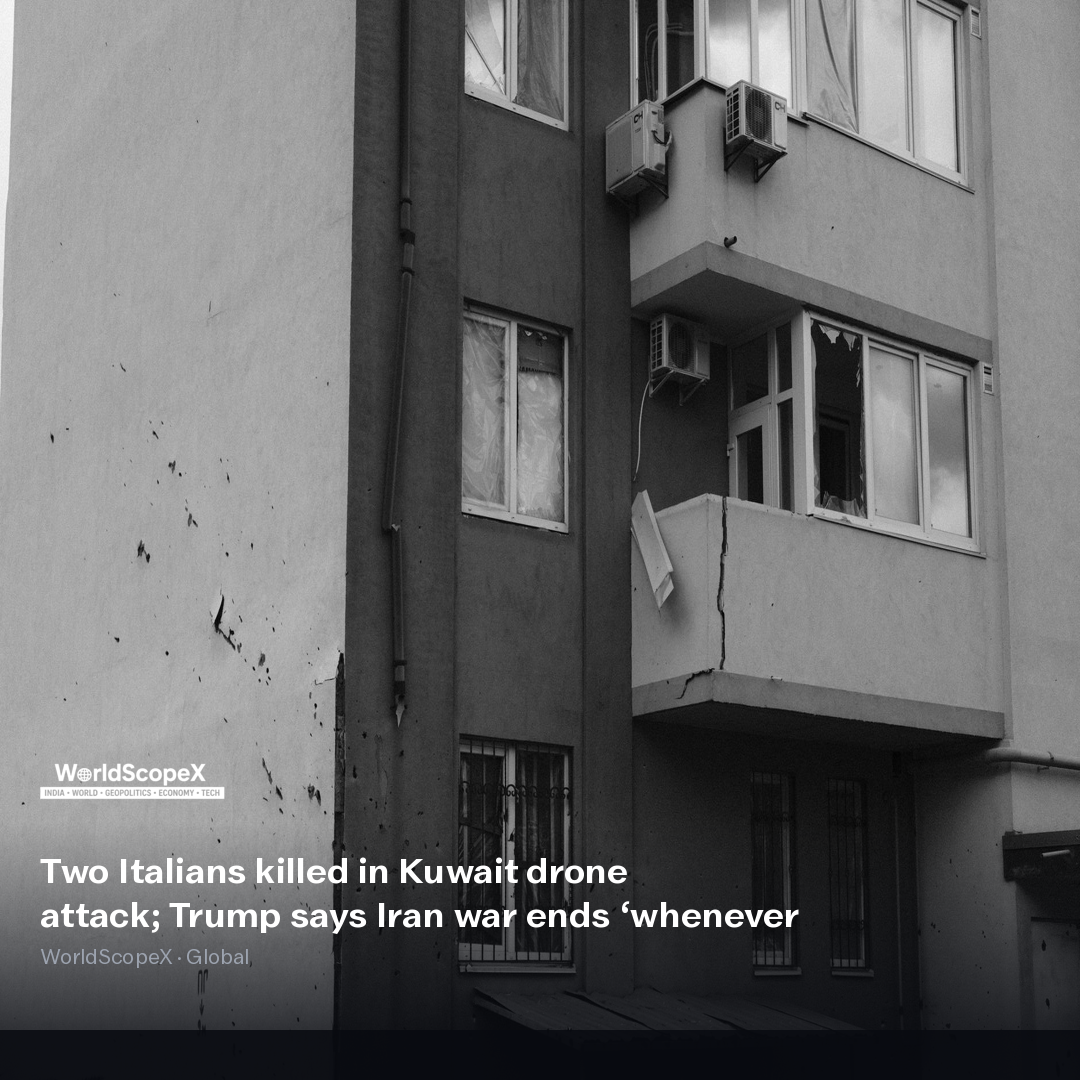 WorldScopeX
INDIA • WORLD • GEOPOLITICS • ECONOMY • TECH
Two Italians killed in Kuwait drone
attack; Trump says Iran war ends ‘whenever
WorldScopeX · Global